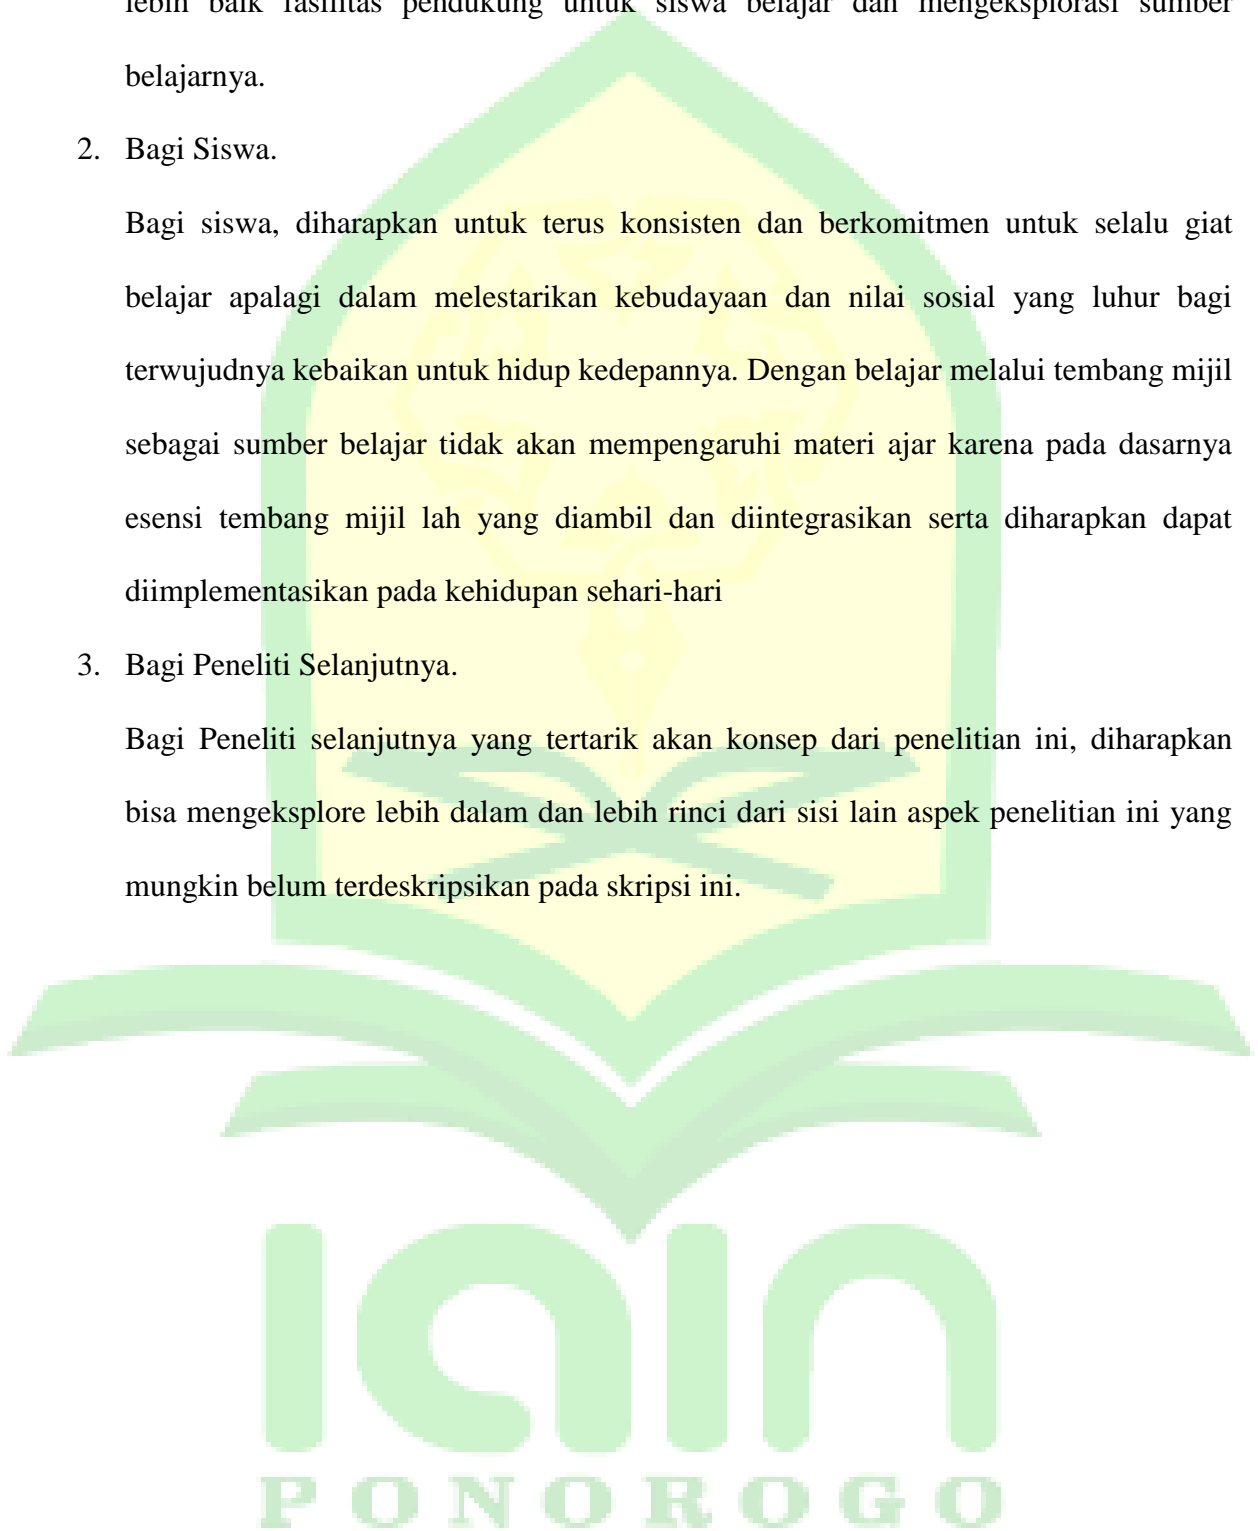 lebih baik fasilitas pendukung untuk siswa belajar dan mengeksplorasi sumber
belajarnya.
2. Bagi Siswa.
Bagi siswa, diharapkan untuk terus konsisten dan berkomitmen untuk selalu giat
belajar apalagi dalam melestarikan kebudayaan dan nilai sosial yang luhur bagi
terwujudnya kebaikan untuk hidup kedepannya. Dengan belajar melalui tembang mijil
sebagai sumber belajar tidak akan mempengaruhi materi ajar karena pada dasarnya
esensi tembang mijil lah yang diambil dan diintegrasikan serta diharapkan dapat
diimplementasikan pada kehidupan sehari-hari
3. Bagi Peneliti Selanjutnya.
Bagi Peneliti selanjutnya yang tertarik akan konsep dari penelitian ini, diharapkan
bisa mengeksplore lebih dalam dan lebih rinci dari sisi lain aspek penelitian ini yang
mungkin belum terdeskripsikan pada skripsi ini.
iain
PONOROGO